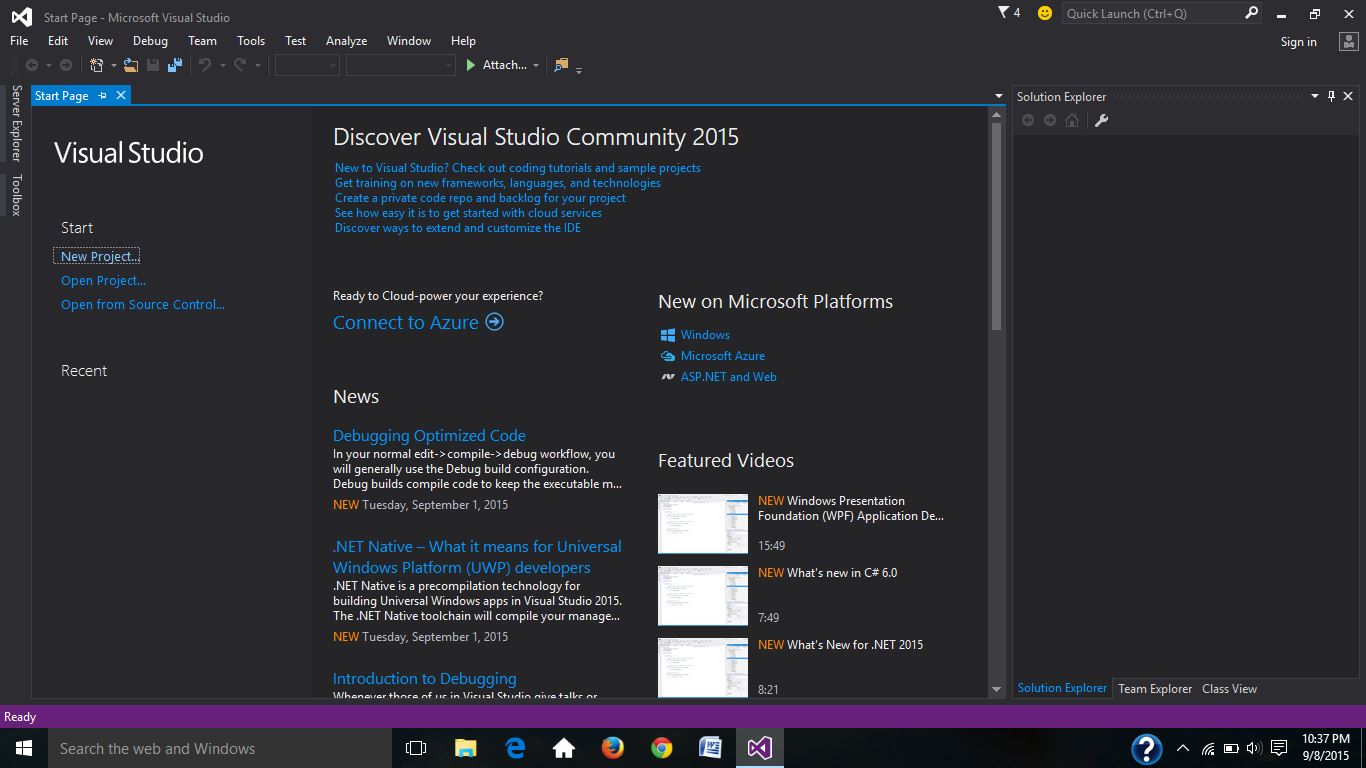 Start Page - Microsoft Visual Studio
4
Quick Launch (Ctrl+Q)
File Edit View Debug Team Tools Test Analyze Window Help
Sign in
Attach...
Server Explorer
Toolbox
Start Page
Solution Explorer
Visual Studio
Start
New Project...
Open Project...
Open from Source Control...
Recent
Discover Visual Studio Community 2015
New to Visual Studio? Check out coding tutorials and sample projects
Get training on new frameworks, languages, and technologies
Create a private code repo and backlog for your project
See how easy it is to get started with cloud services
Discover ways to extend and customize the IDE
Ready to Cloud-power your experience?
Connect to Azure
News
Debugging Optimized Code
In your normal edit->compile->debug workflow, you
will generally use the Debug build configuration.
Debug builds compile code to keep the executable m...
NEW Tuesday, September 1, 2015
.NET Native – What it means for Universal
Windows Platform (UWP) developers
.NET Native is a precompilation technology for
building Universal Windows apps in Visual Studio 2015.
The .NET Native toolchain will compile your manage...
NEW Tuesday, September 1, 2015
Introduction to Debugging
Whenever those of us in Visual Studio give talks or
New on Microsoft Platforms
Windows
Microsoft Azure
ASP.NET and Web
Featured Videos
NEW Windows Presentation
Foundation (WPF) Application De...
15:49
NEW What's new in C# 6.0
7:49
NEW What's New for .NET 2015
8:21
Solution Explorer Team Explorer Class View
Ready
Search the web and Windows
10:37 PM
9/8/2015